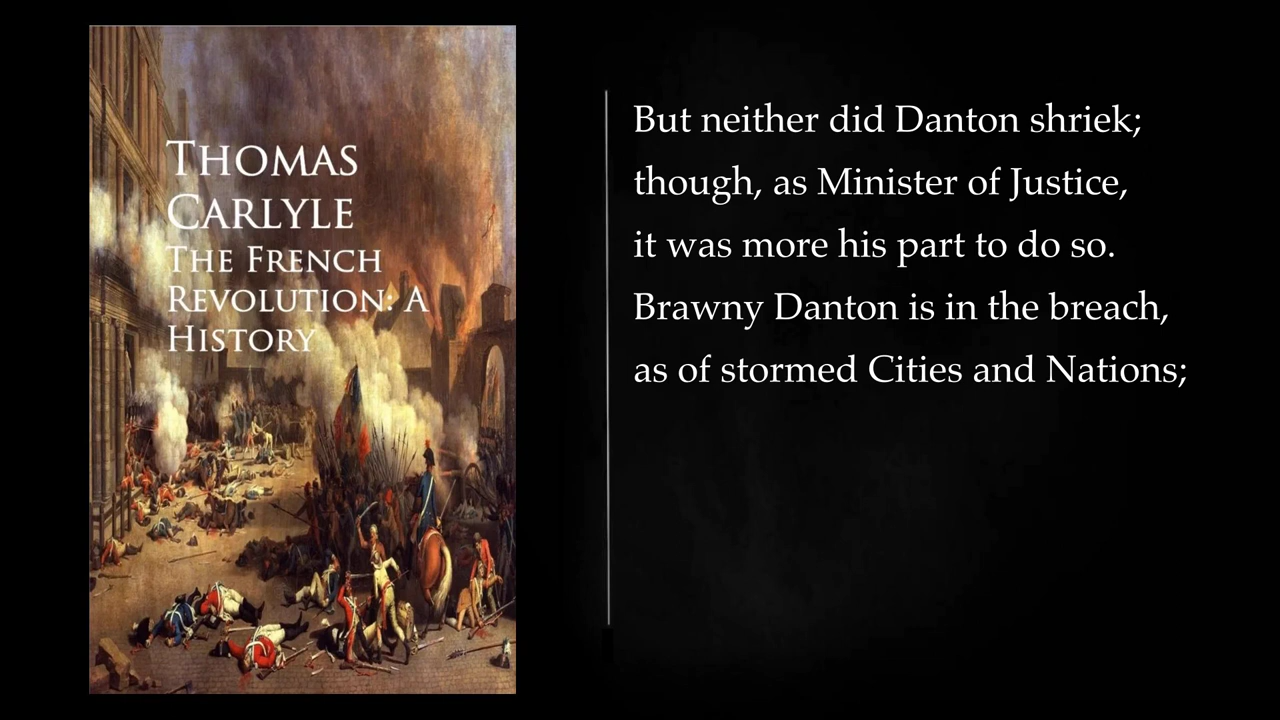 THOMAS
CARLYLE
THE FRENCH
REVOLUTION: A
HISTORY
But neither did Danton shriek;
though, as Minister of Justice,
it was more his part to do so.
Brawny Danton is in the breach,
as of stormed Cities and Nations;